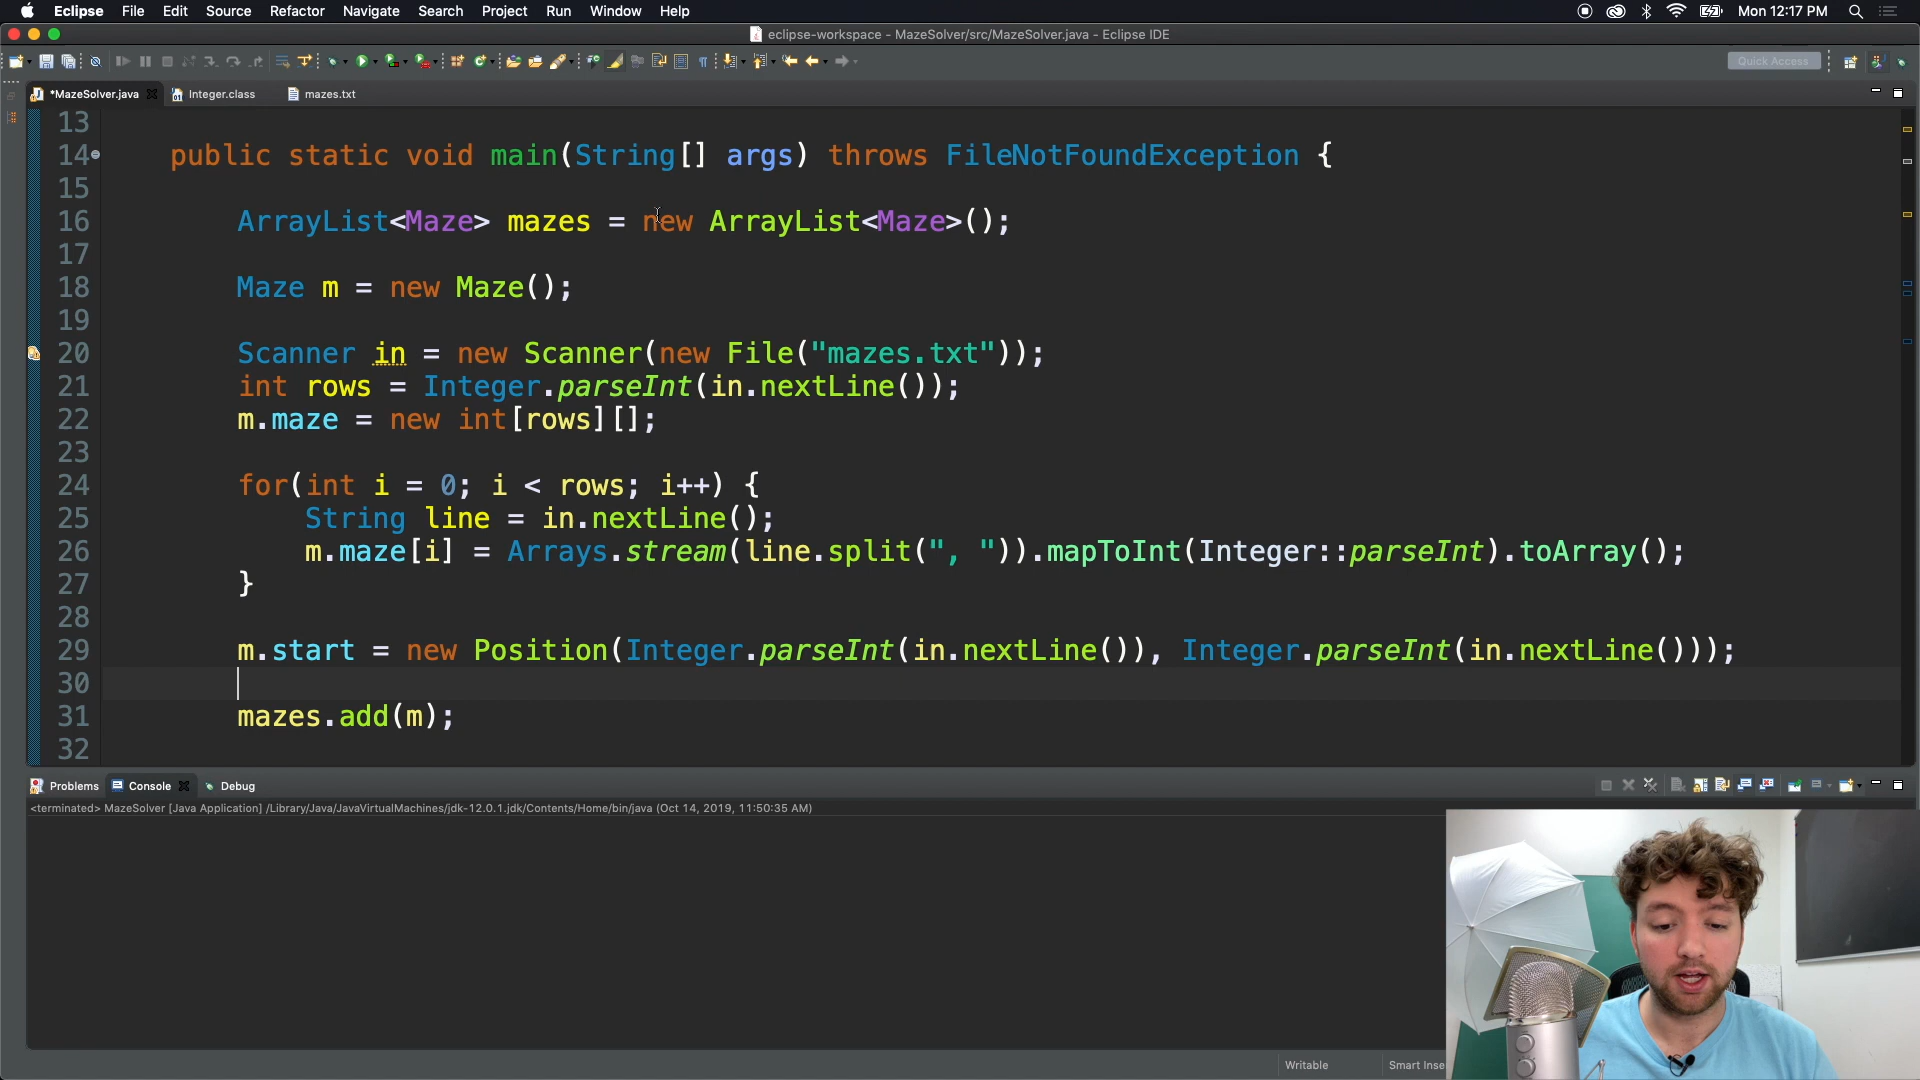 Eclipse File Edit Source Refactor Navigate Search Project Run Window Help Mon 12:17 PM
eclipse-workspace - MazeSolver/src/MazeSolver.java - Eclipse IDE
Quick Access
*MazeSolver.java Integer.class mazes.txt
13
14 public static void main(String[] args) throws FileNotFoundException {
15
16 ArrayList<Maze> mazes = new ArrayList<Maze>();
17
18 Maze m = new Maze();
19
20 Scanner in = new Scanner(new File("mazes.txt"));
21 int rows = Integer.parseInt(in.nextLine());
22 m.maze = new int[rows][];
23
24 for(int i = 0; i < rows; i++) {
25 String line = in.nextLine();
26 m.maze[i] = Arrays.stream(line.split(", ")).mapToInt(Integer::parseInt).toArray();
27 }
28
29 m.start = new Position(Integer.parseInt(in.nextLine()), Integer.parseInt(in.nextLine()));
30
31 mazes.add(m);
32
Problems Console Debug
<terminated> MazeSolver [Java Application] /Library/Java/JavaVirtualMachines/jdk-12.0.1.jdk/Contents/Home/bin/java (Oct 14, 2019, 11:50:35 AM)
Writable Smart Inse